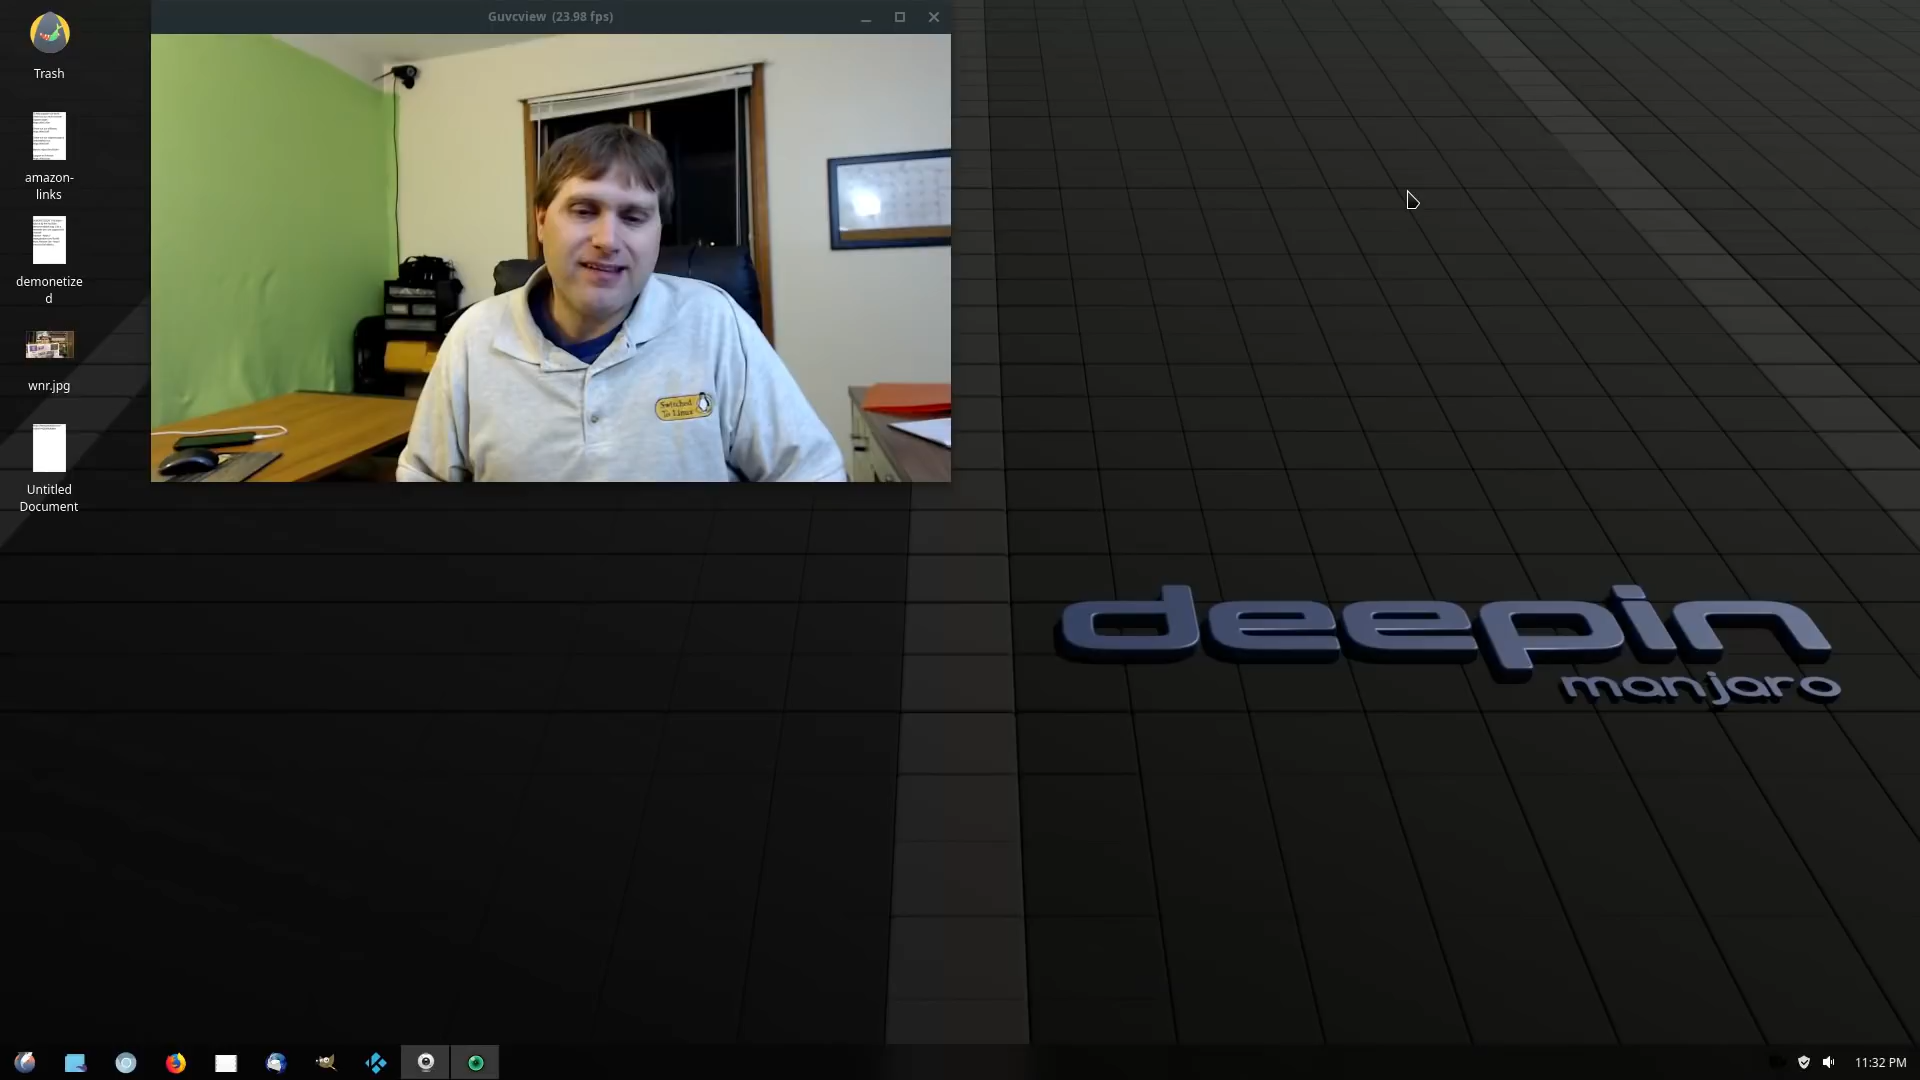 Guvcview (23.98 fps)
Trash
amazon-
links
demonetize
d
wnr.jpg
Untitled
Document
Switched
To Linux
deepin
manjaro
11:32 PM